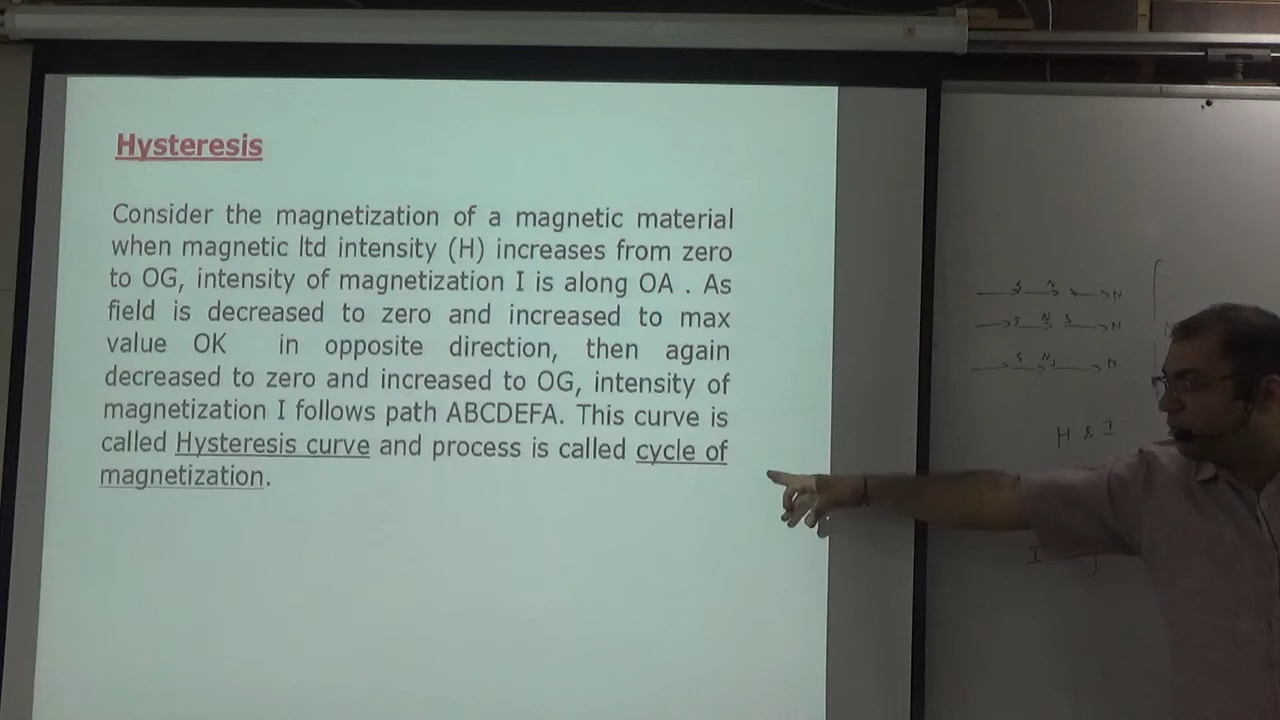 Hysteresis
Consider the magnetization of a magnetic material
when magnetic ltd intensity (H) increases from zero
to OG, intensity of magnetization I is along OA . As
field is decreased to zero and increased to max
value OK in opposite direction, then again
decreased to zero and increased to OG, intensity of
magnetization I follows path ABCDEFA. This curve is
called Hysteresis curve and process is called cycle of
magnetization.
S N N
S N S N
S N N
H & I
I